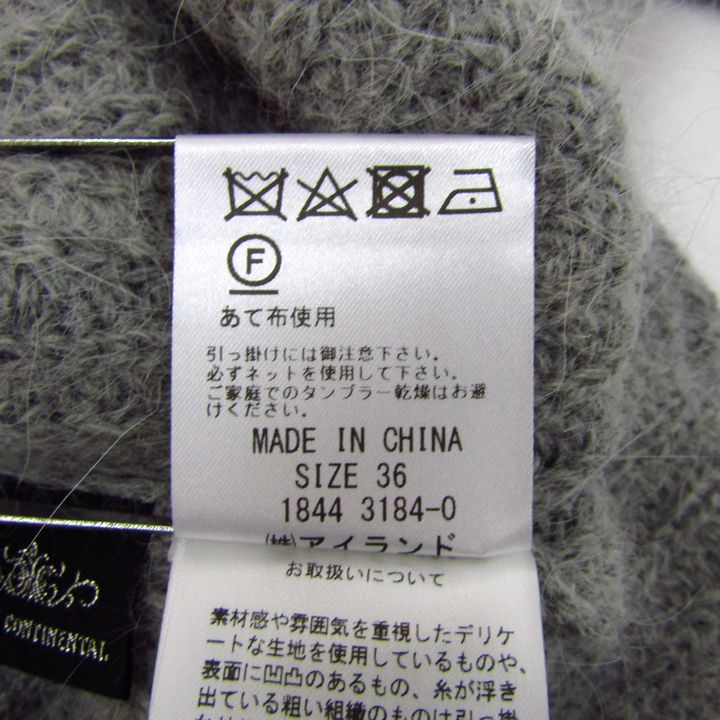 F
あて布使用
引っ掛けには御注意下さい。
必ずネットを使用して下さい。
ご家庭でのタンブラー乾燥はお避
けください。
MADE IN CHINA
SIZE 36
1844 3184-0
㈱アイランド
お取扱いについて
素材感や雰囲気を重視したデリケ
ートな生地を使用しているものや、
表面に凹凸のあるもの、糸が浮き
出ている粗い組織のものは引っ掛
CONTINENTAL